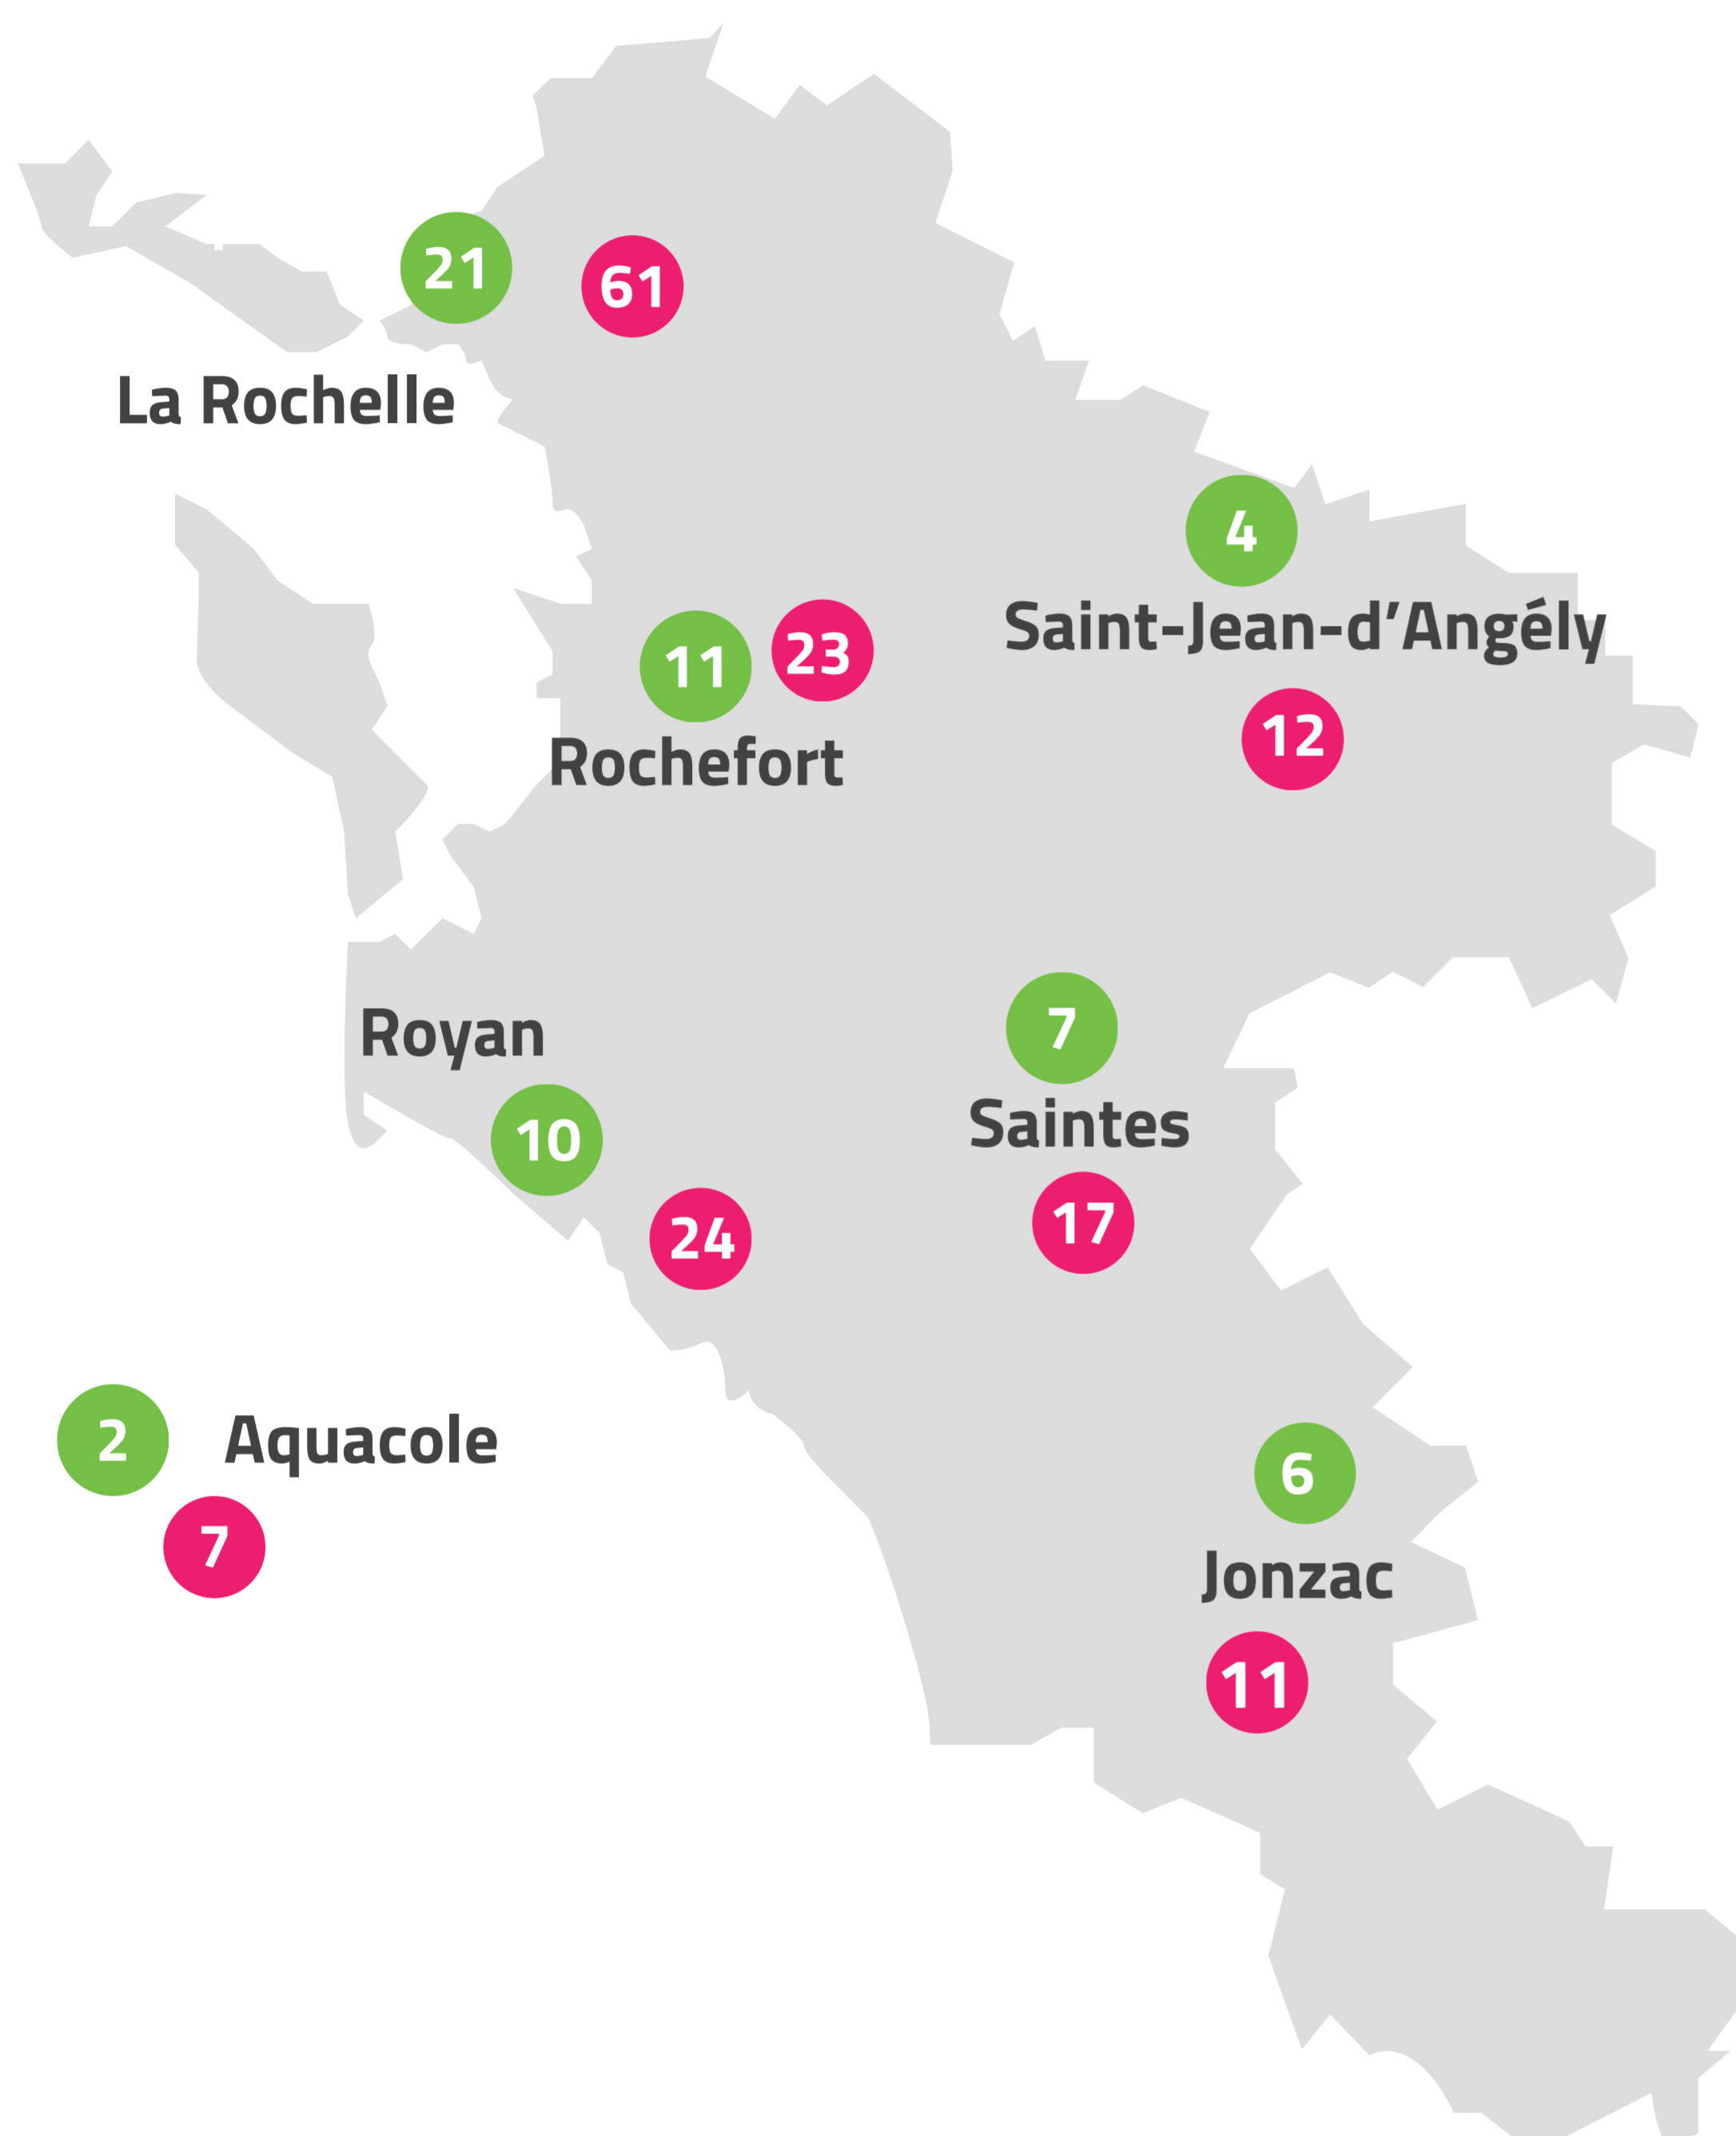 21
61
La Rochelle
4
Saint-Jean-d’Angély
12
11
23
Rochefort
Royan
10
24
7
Saintes
17
2
Aquacole
7
6
Jonzac
11